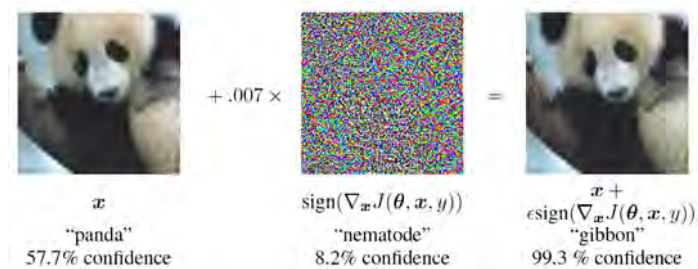 + .007 ×
=
x
sign(∇ₓJ(θ, x, y))
x +
ϵsign(∇ₓJ(θ, x, y))
“panda”
“nematode”
“gibbon”
57.7% confidence
8.2% confidence
99.3 % confidence